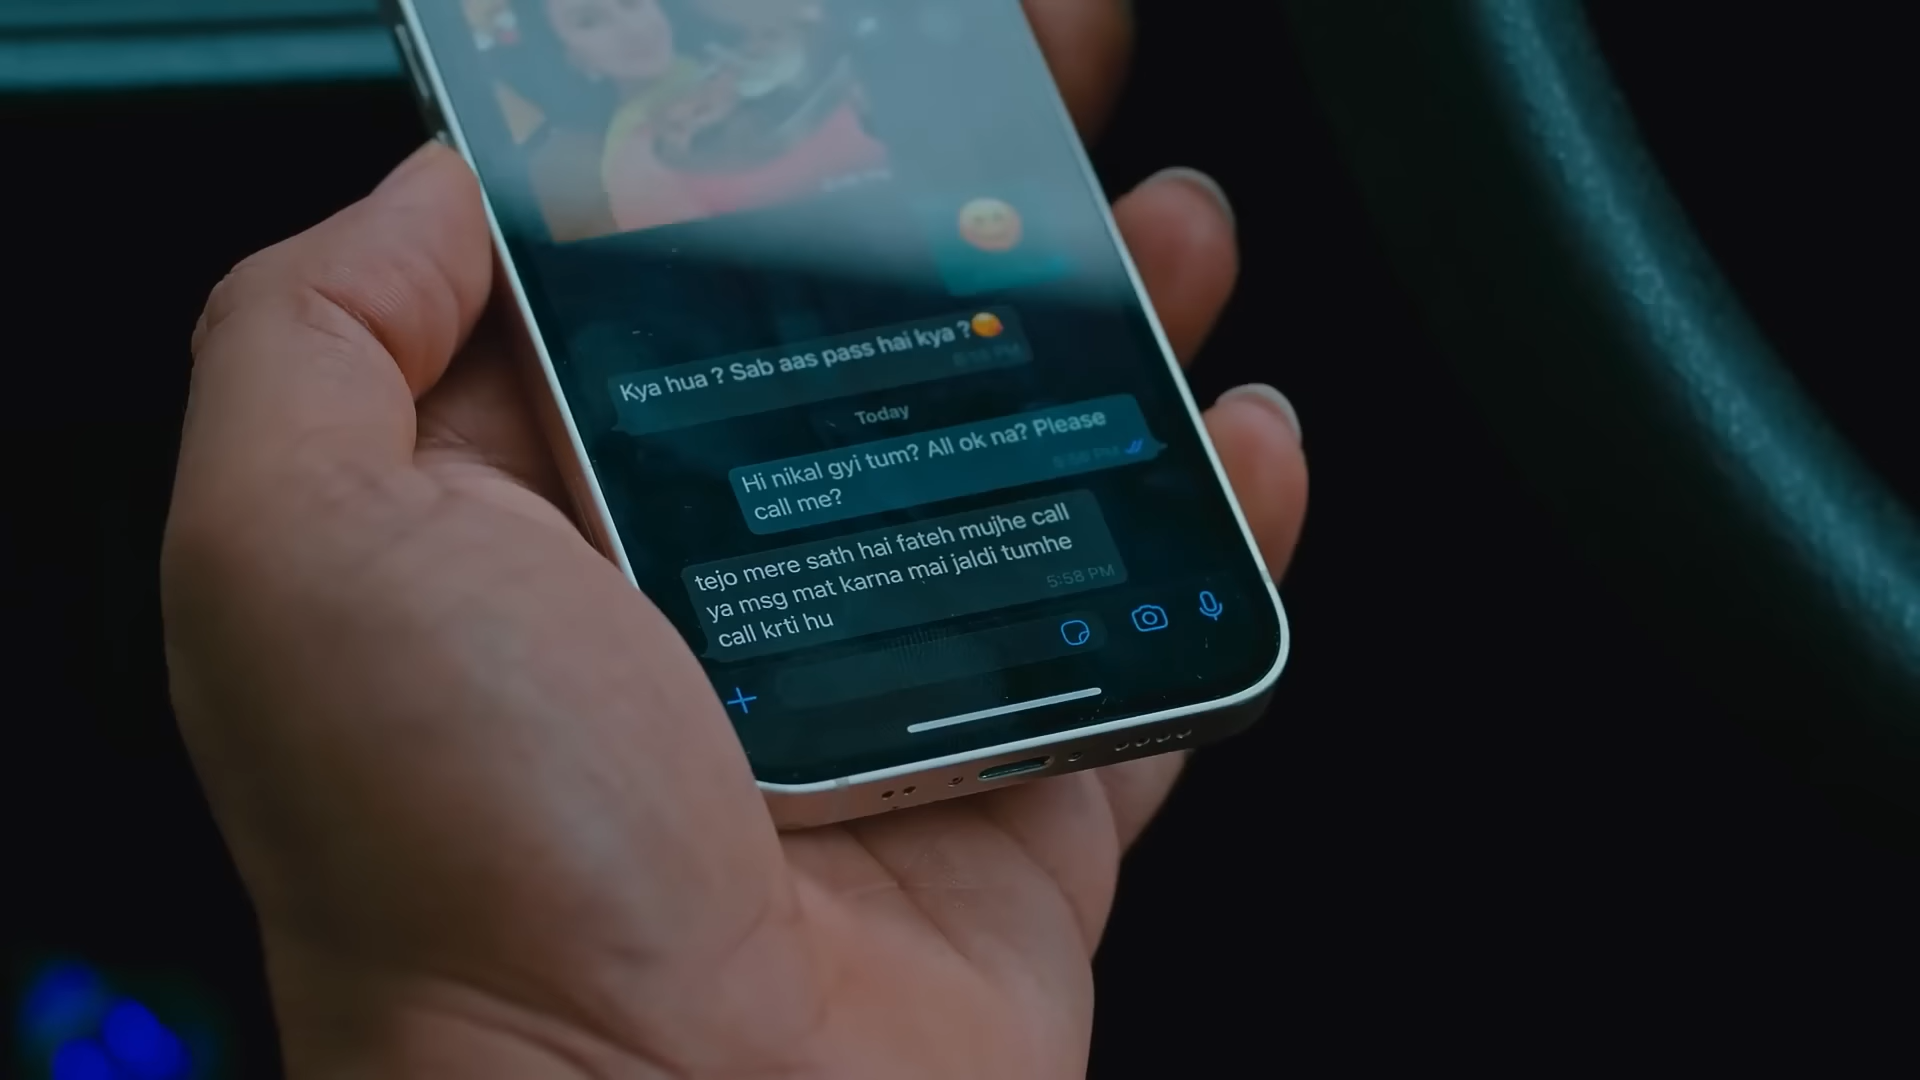 Kya hua ? Sab aas pass hai kya ?😛
Today
Hi nikal gyi tum? All ok na? Please
call me?
tejo mere sath hai fateh mujhe call
ya msg mat karna mai jaldi tumhe
call krti hu
5:58 PM